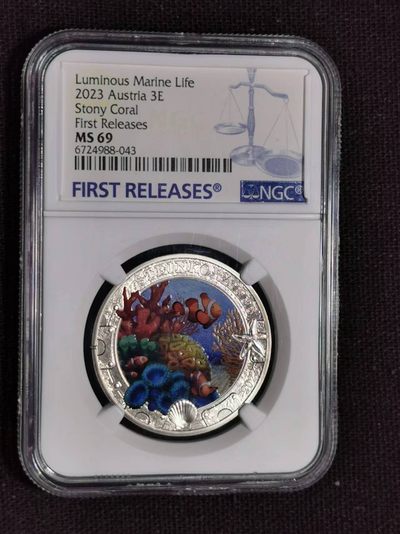 Luminous Marine Life
2023 Austria 3E
Stony Coral
First Releases
MS 69
6724988-043
FIRST RELEASES®
NGC®